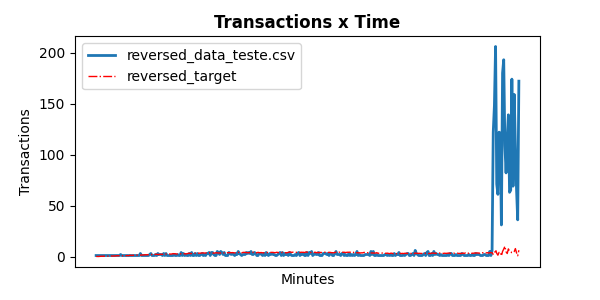 Transactions x Time
reversed_data_teste.csv
reversed_target
200
150
100
50
0
Transactions
Minutes